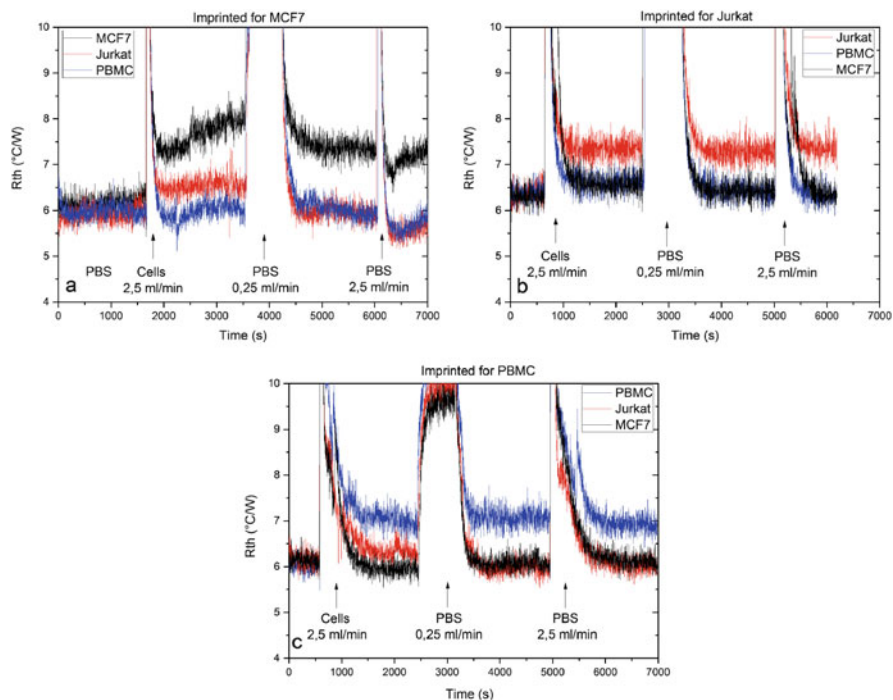 Imprinted for MCF7
MCF7
Jurkat
PBMC
10
9
8
7
6
5
4
Rth (°C/W)
PBS
Cells
2,5 ml/min
PBS
0,25 ml/min
PBS
2,5 ml/min
a
0 1000 2000 3000 4000 5000 6000 7000
Time (s)
Imprinted for Jurkat
Jurkat
PBMC
MCF7
10
9
8
7
6
5
4
Rth (°C/W)
Cells
2,5 ml/min
PBS
0,25 ml/min
PBS
2,5 ml/min
b
0 1000 2000 3000 4000 5000 6000 7000
Time (s)
Imprinted for PBMC
PBMC
Jurkat
MCF7
10
9
8
7
6
5
4
Rth (°C/W)
Cells
2,5 ml/min
PBS
0,25 ml/min
PBS
2,5 ml/min
c
0 1000 2000 3000 4000 5000 6000 7000
Time (s)